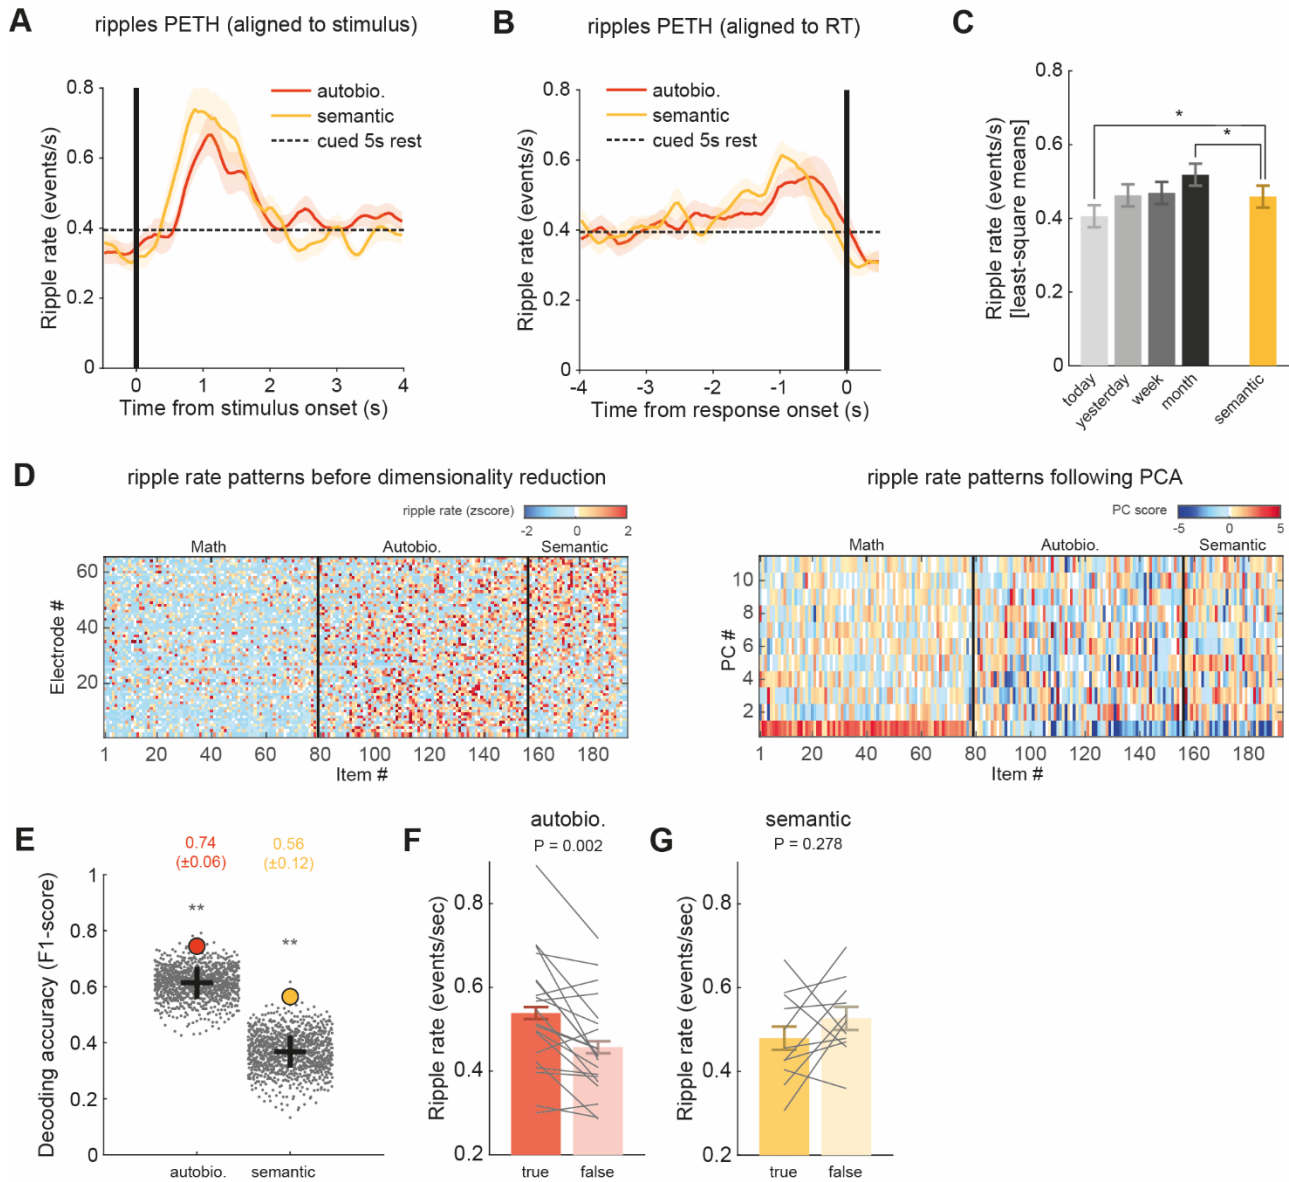 A
ripples PETH (aligned to stimulus)
0.8
0.6
0.4
0.2
0
Ripple rate (events/s)
autobio.
semantic
cued 5s rest
0
1
2
3
4
Time from stimulus onset (s)
B
ripples PETH (aligned to RT)
0.8
0.6
0.4
0.2
0
Ripple rate (events/s)
autobio.
semantic
cued 5s rest
-4
-3
-2
-1
0
Time from response onset (s)
C
0.8
0.6
0.4
0.2
0
Ripple rate (events/s)
[least-square means]
*
*
today
yesterday
week
month
semantic
D
ripple rate patterns before dimensionality reduction
ripple rate (zscore)
-2
0
2
Math
Autobio.
Semantic
60
40
20
Electrode #
1
20
40
60
80
100
120
140
160
180
Item #
ripple rate patterns following PCA
PC score
-5
0
5
Math
Autobio.
Semantic
10
8
6
4
2
PC #
1
20
40
60
80
100
120
140
160
180
Item #
E
0.74
(±0.06)
0.56
(±0.12)
1
0.8
0.6
0.4
0.2
0
Decoding accuracy (F1-score)
**
**
autobio.
semantic
F
autobio.
P = 0.002
0.8
0.6
0.4
0.2
Ripple rate (events/sec)
true
false
G
semantic
P = 0.278
0.8
0.6
0.4
0.2
Ripple rate (events/sec)
true
false